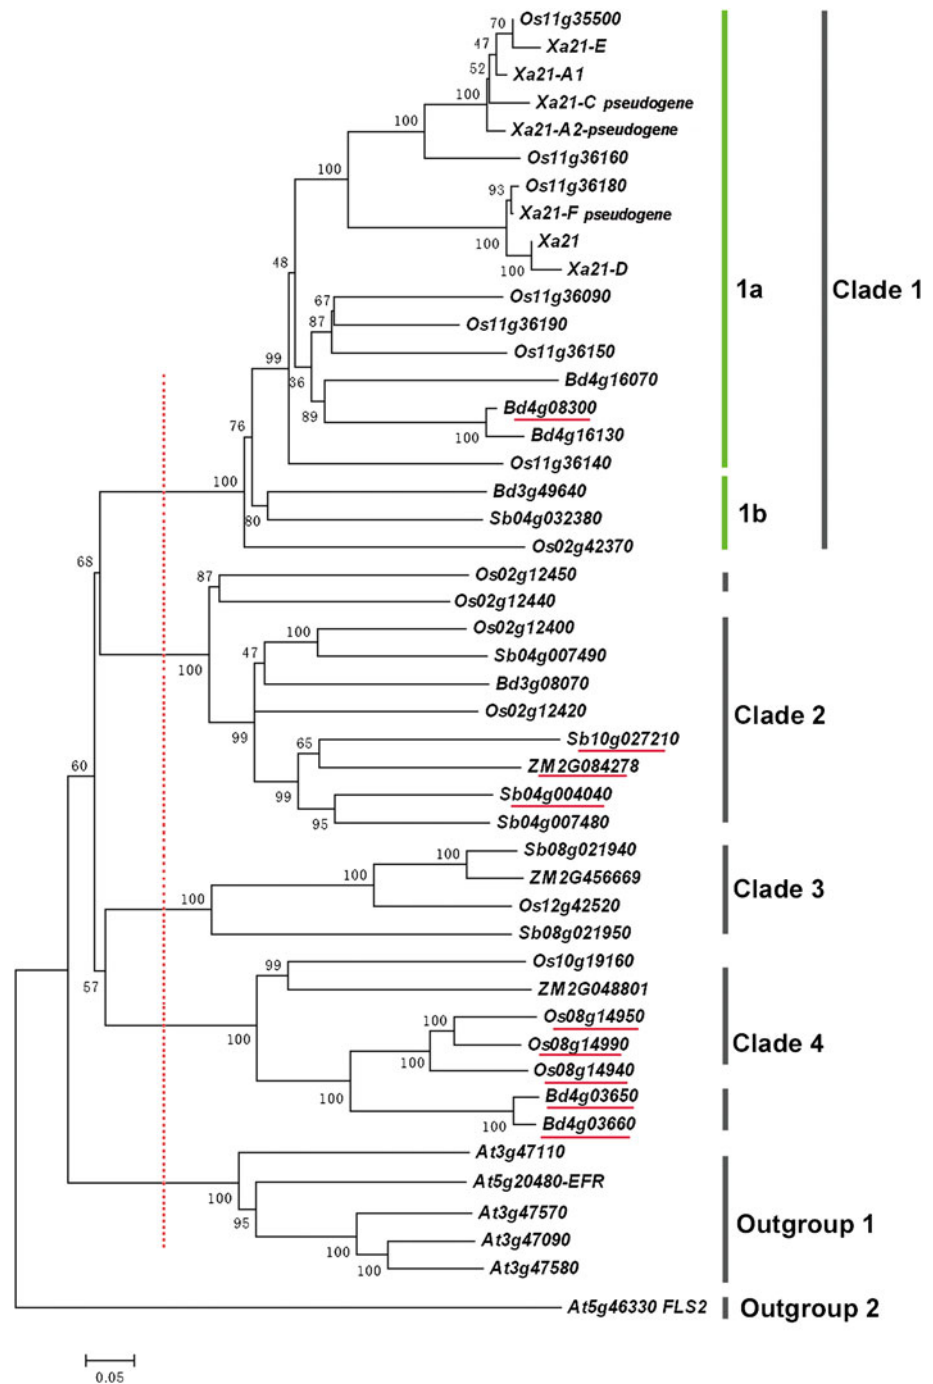 70 Os11g35500
47 Xa21-E
52 Xa21-A1
100 Xa21-C pseudogene
100 Xa21-A2-pseudogene
Os11g36160
100
93 Os11g36180
Xa21-F pseudogene
100 Xa21
100 Xa21-D
48
1a
Clade 1
67 Os11g36090
87 Os11g36190
99 Os11g36150
36 Bd4g16070
89 Bd4g08300
100 Bd4g16130
76
Os11g36140
100 Bd3g49640
80 Sb04g032380
1b
Os02g42370
68
87 Os02g12450
Os02g12440
100 Os02g12400
100 47 Sb04g007490
Bd3g08070
99 Os02g12420
Clade 2
60 65 Sb10g027210
ZM2G084278
99 Sb04g004040
95 Sb04g007480
100 Sb08g021940
100 ZM2G456669
100 Os12g42520
Clade 3
Sb08g021950
99 Os10g19160
57 ZM2G048801
100 Os08g14950
100 Os08g14990
Clade 4
100 Os08g14940
100 Bd4g03650
100 Bd4g03660
At3g47110
100 At5g20480-EFR
95 At3g47570
Outgroup 1
100 At3g47090
100 At3g47580
At5g46330 FLS2
Outgroup 2
0.05